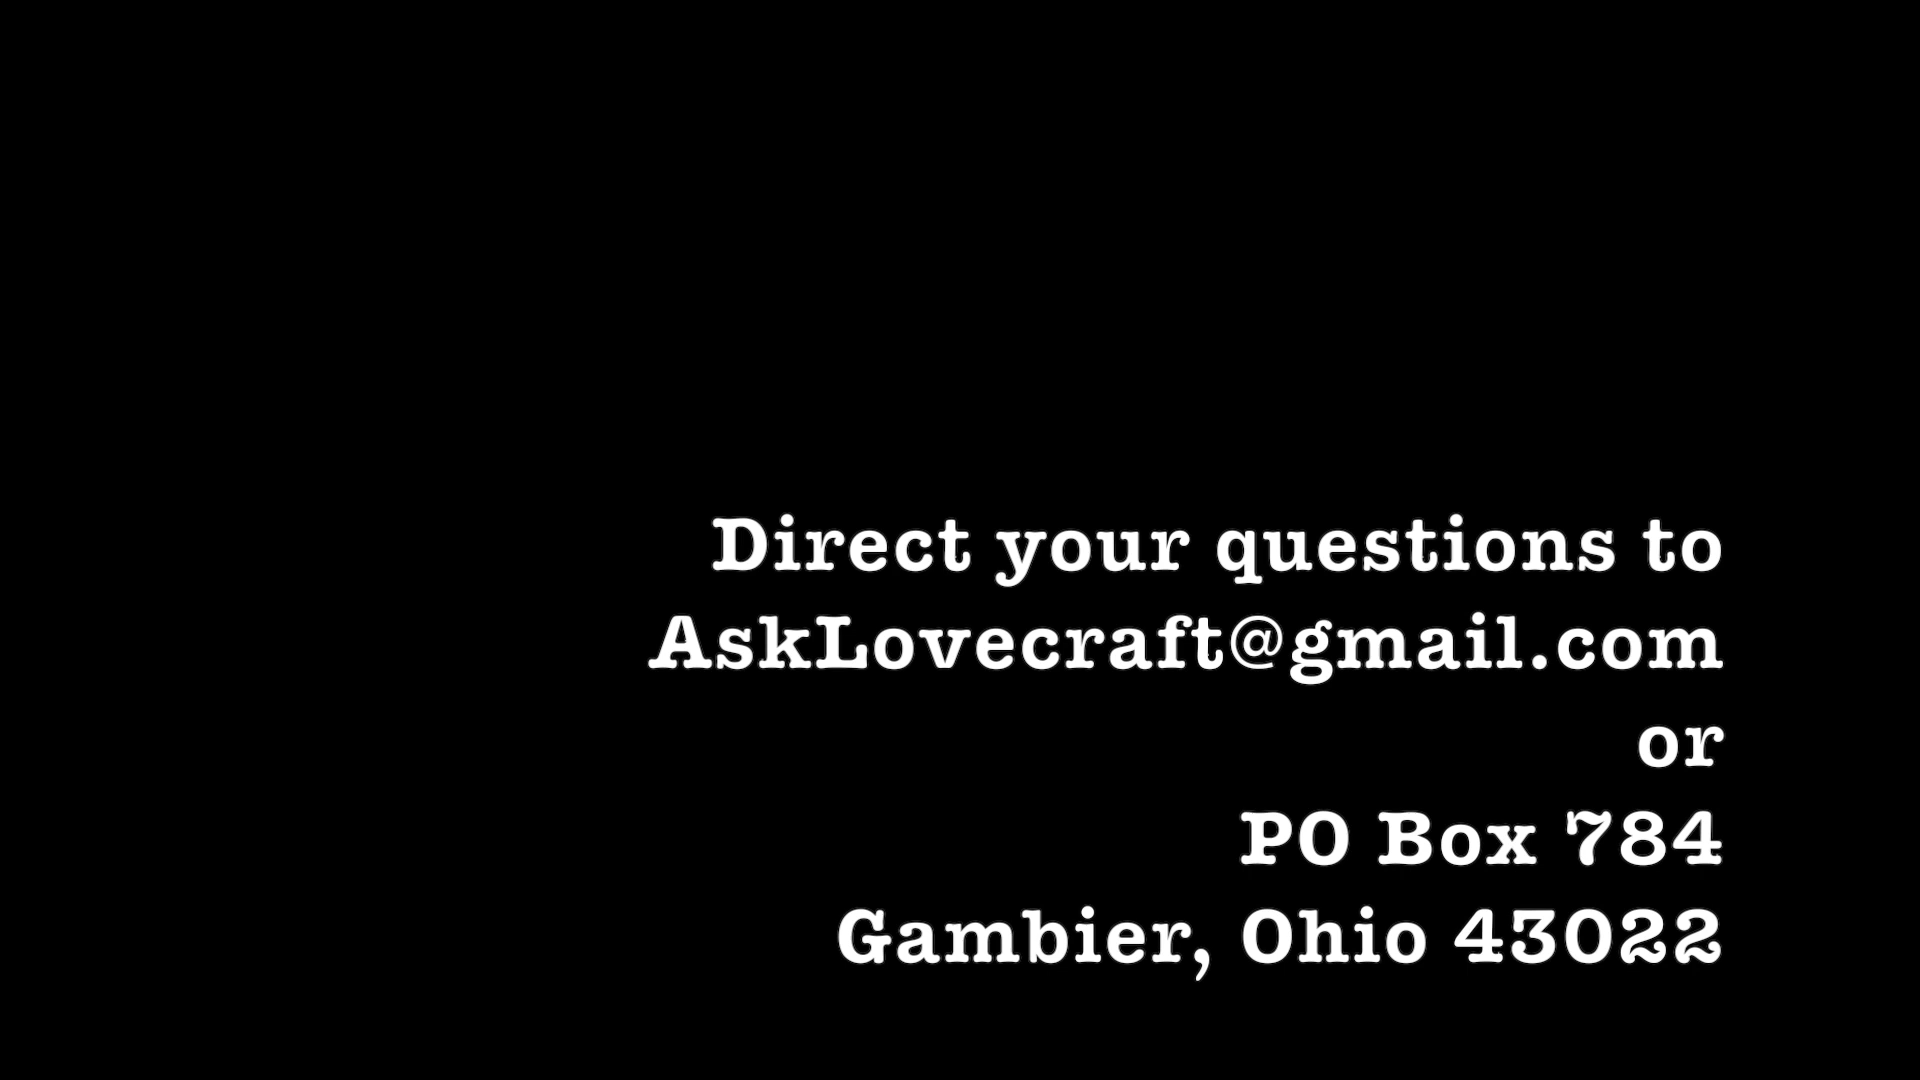 Direct your questions to
AskLovecraft@gmail.com
or
PO Box 784
Gambier, Ohio 43022